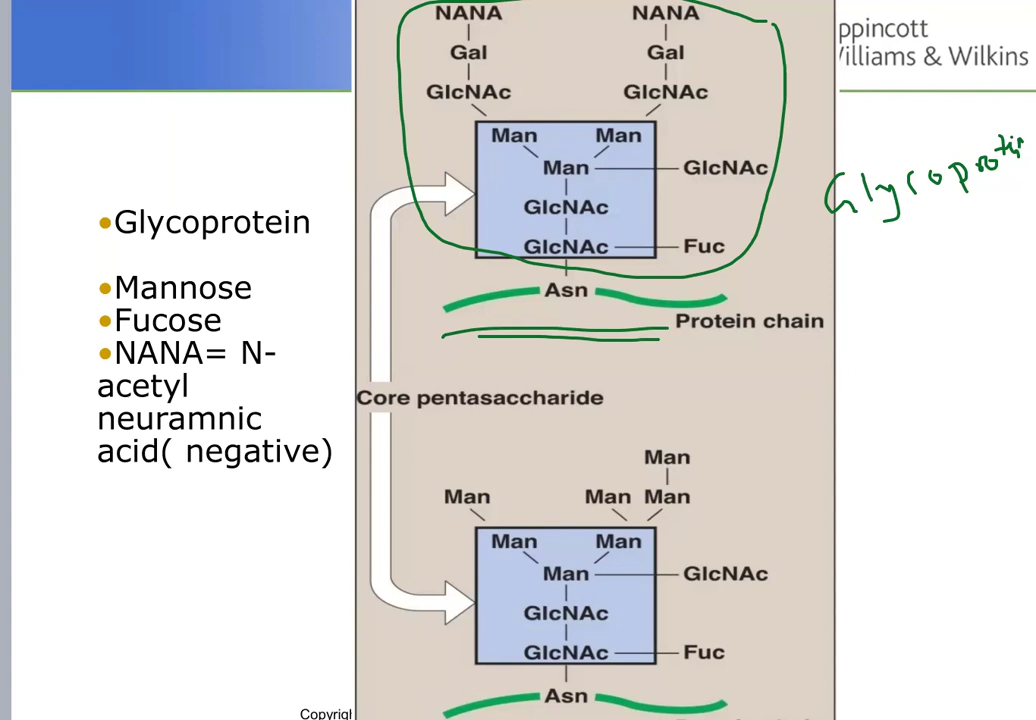 NANA NANA
Gal Gal
GlcNAc GlcNAc
Man Man
Man GlcNAc
GlcNAc
GlcNAc Fuc
Asn
Protein chain
Core pentasaccharide
Man
Man Man Man
Man Man
Man GlcNAc
GlcNAc
GlcNAc Fuc
Asn
•Glycoprotein
•Mannose
•Fucose
•NANA= N-
acetyl
neuramnic
acid( negative)
ppincott
Williams & Wilkins
Glycoprotein